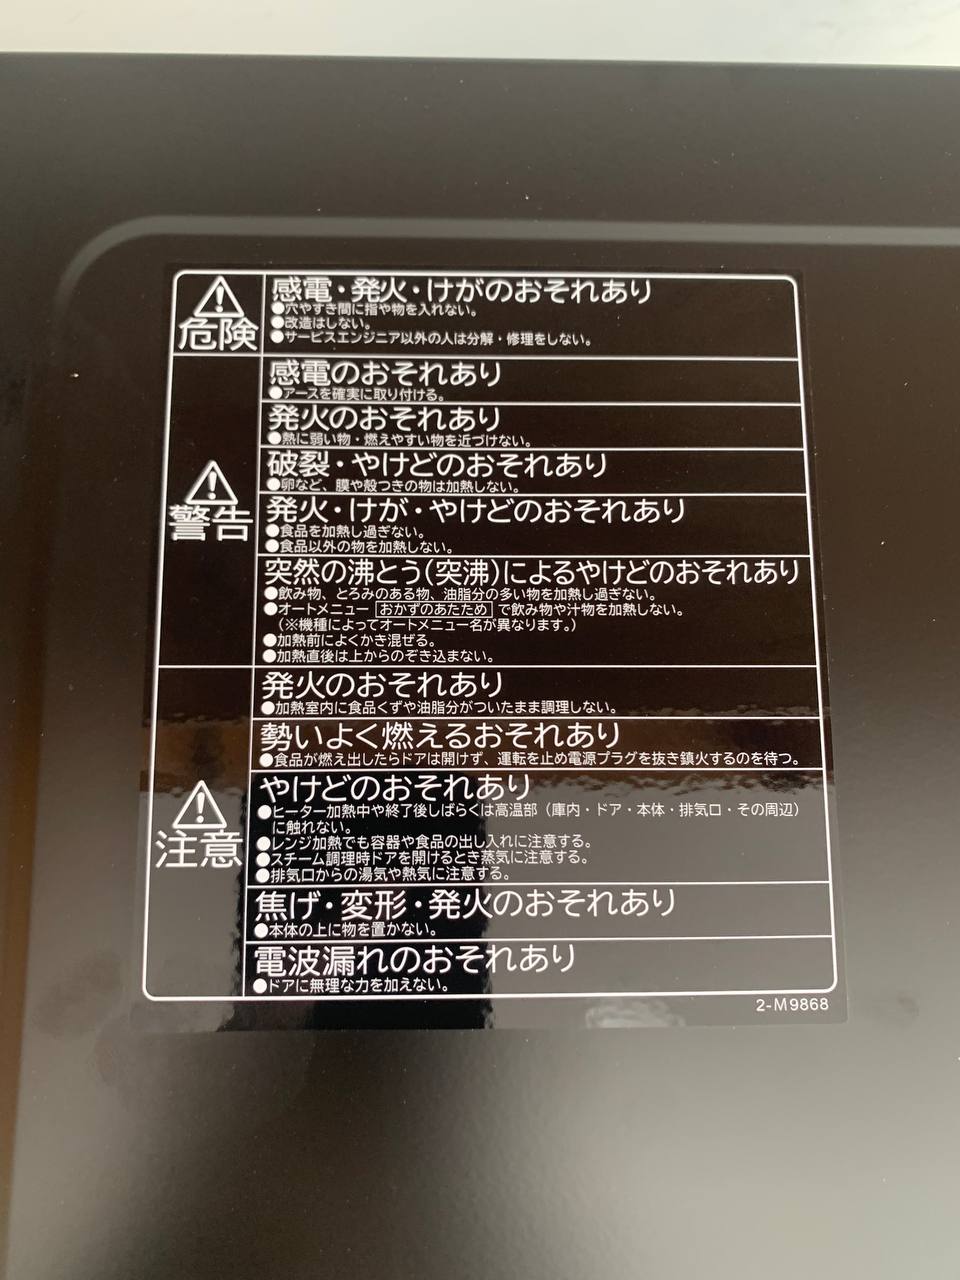 危険
感電・発火・けがのおそれあり
●穴やすき間に指や物を入れない。
●改造はしない。
●サービスエンジニア以外の人は分解・修理をしない。
警告
感電のおそれあり
●アースを確実に取り付ける。
発火のおそれあり
●熱に弱い物・燃えやすい物を近づけない。
破裂・やけどのおそれあり
●卵など、膜や殻つきの物は加熱しない。
発火・けが・やけどのおそれあり
●食品を加熱し過ぎない。
●食品以外の物を加熱しない。
突然の沸とう(突沸)によるやけどのおそれあり
●飲み物、とろみのある物、油脂分の多い物を加熱し過ぎない。
●オートメニュー おかずのあたため で飲み物や汁物を加熱しない。
(※機種によってオートメニュー名が異なります。)
●加熱前によくかき混ぜる。
●加熱直後は上からのぞき込まない。
注意
発火のおそれあり
●加熱室内に食品くずや油脂分がついたまま調理しない。
勢いよく燃えるおそれあり
●食品が燃え出したらドアは開けず、運転を止め電源プラグを抜き鎮火するのを待つ。
やけどのおそれあり
●ヒーター加熱中や終了後しばらくは高温部(庫内・ドア・本体・排気口・その周辺)
に触れない。
●レンジ加熱でも容器や食品の出し入れに注意する。
●スチーム調理時ドアを開けるとき蒸気に注意する。
●排気口からの湯気や熱気に注意する。
焦げ・変形・発火のおそれあり
●本体の上に物を置かない。
電波漏れのおそれあり
●ドアに無理な力を加えない。
2-M9868